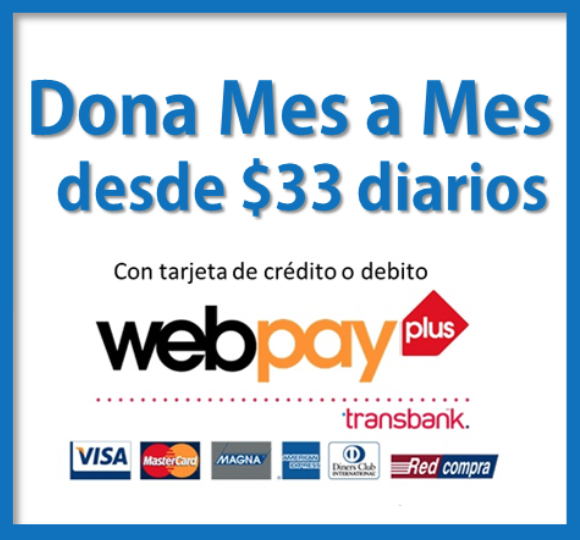 Dona Mes a Mes
desde $33 diarios
Con tarjeta de crédito o debito
webpay plus
transbank.
VISA MasterCard MAGNA AMERICAN EXPRESS Diners Club INTERNATIONAL Red compra